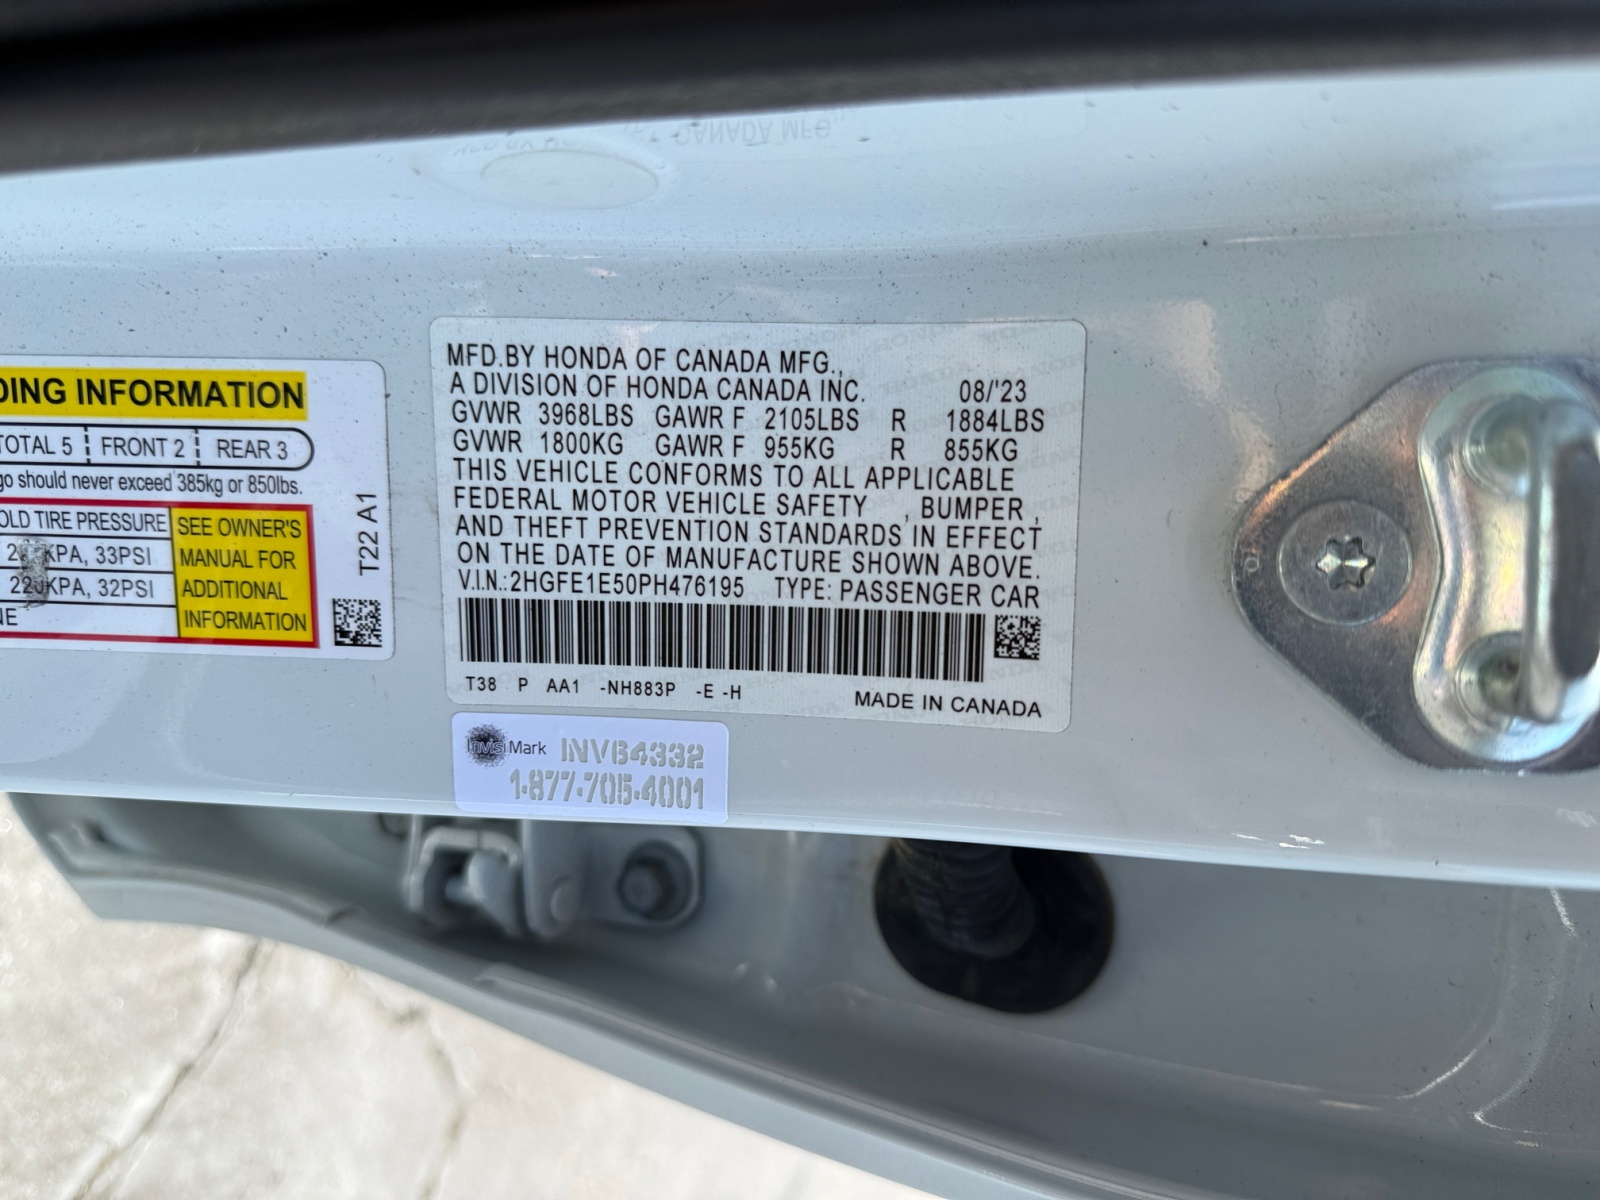 DING INFORMATION
TOTAL 5 FRONT 2 REAR 3
go should never exceed 385kg or 850lbs.
OLD TIRE PRESSURE
KPA, 33PSI
220KPA, 32PSI
NE
SEE OWNER'S
MANUAL FOR
ADDITIONAL
INFORMATION
T22 A1
MFD.BY HONDA OF CANADA MFG.,
A DIVISION OF HONDA CANADA INC. 08/'23
GVWR 3968LBS GAWR F 2105LBS R 1884LBS
GVWR 1800KG GAWR F 955KG R 855KG
THIS VEHICLE CONFORMS TO ALL APPLICABLE
FEDERAL MOTOR VEHICLE SAFETY , BUMPER ,
AND THEFT PREVENTION STANDARDS IN EFFECT
ON THE DATE OF MANUFACTURE SHOWN ABOVE.
V.I.N.:2HGFE1E50PH476195 TYPE: PASSENGER CAR
T38 P AA1 -NH883P -E -H MADE IN CANADA
InvisiMark INV64332
1-877-705-4001